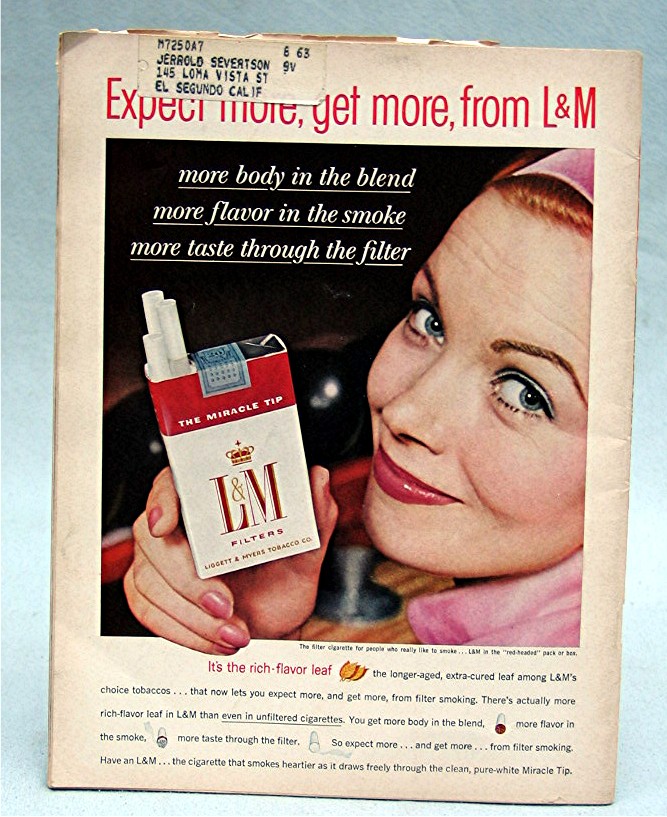 M7250A7 8 63
JERROLD SEVERTSON 9V
145 LOMA VISTA ST
EL SEGUNDO CALIF
Expect more, get more, from L&M
more body in the blend
more flavor in the smoke
more taste through the filter
THE MIRACLE TIP
L&M
FILTERS
LIGGETT & MYERS TOBACCO CO.
The filter cigarette for people who really like to smoke ... L&M in the "red-headed" pack or box.
It's the rich-flavor leaf the longer-aged, extra-cured leaf among L&M's
choice tobaccos ... that now lets you expect more, and get more, from filter smoking. There's actually more
rich-flavor leaf in L&M than even in unfiltered cigarettes. You get more body in the blend, more flavor in
the smoke, more taste through the filter. So expect more ... and get more ... from filter smoking.
Have an L&M ... the cigarette that smokes heartier as it draws freely through the clean, pure-white Miracle Tip.